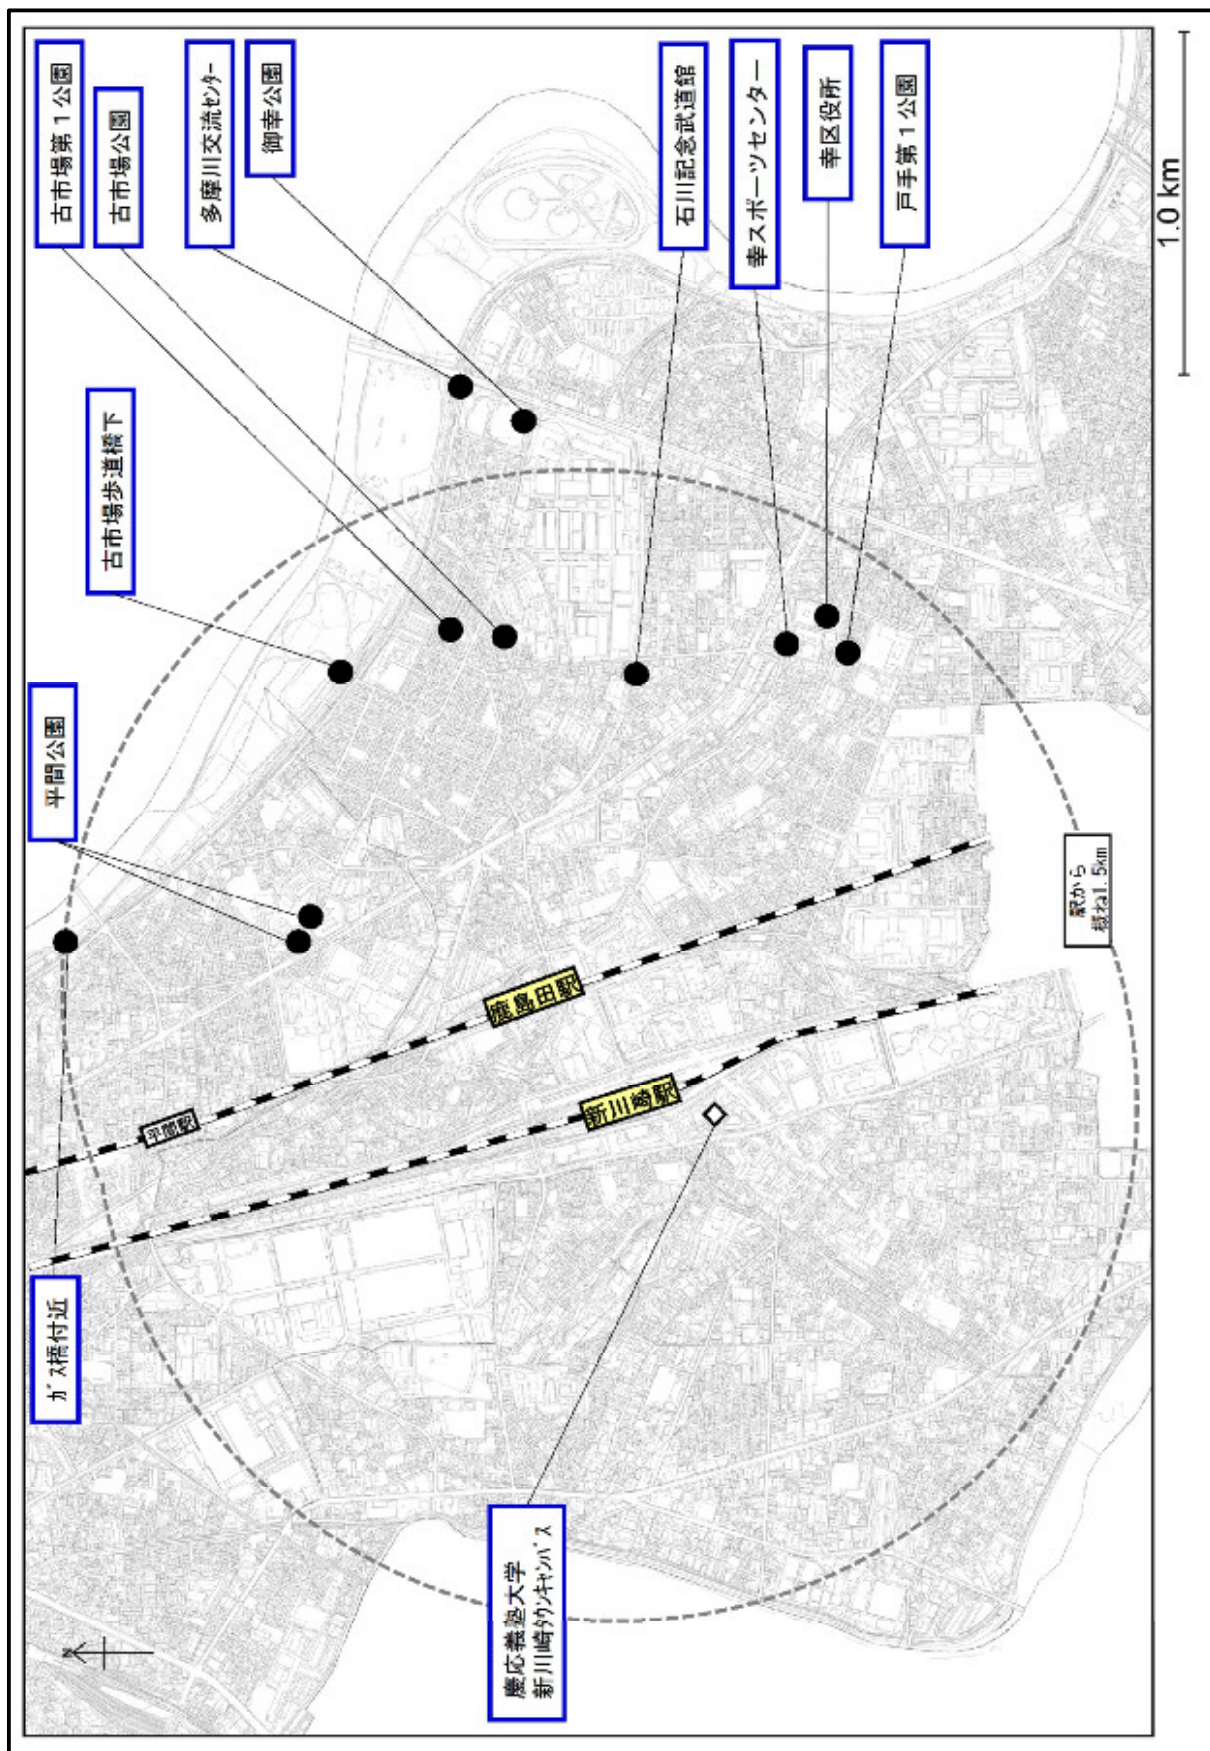 古市場第1公園
古市場公園
多摩川交流ｾﾝﾀｰ
御幸公園
石川記念武道館
幸スポーツセンター
幸区役所
戸手第1公園
1.0 km
古市場歩道橋下
平間公園
鹿島田駅
新川崎駅
平間駅
駅から
概ね1.5km
ｶﾞｽ橋付近
慶応義塾大学
新川崎ﾀｳﾝｷｬﾝﾊﾟｽ
N